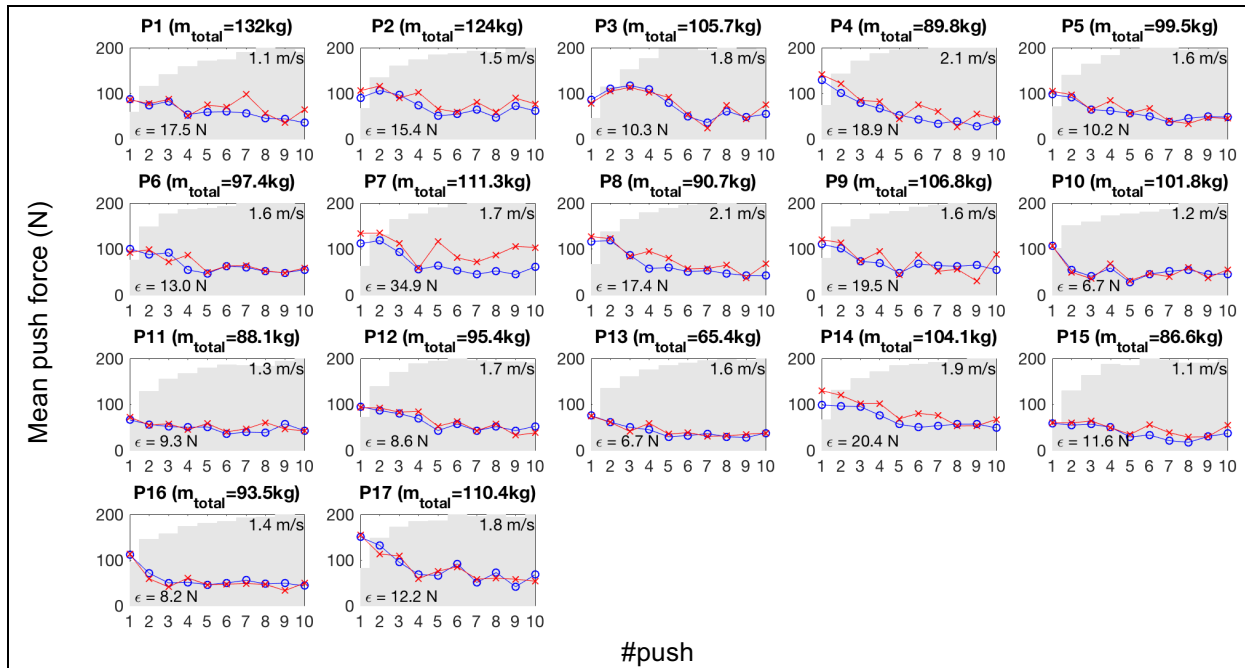 P1 (m_total=132kg)
P2 (m_total=124kg)
P3 (m_total=105.7kg)
P4 (m_total=89.8kg)
P5 (m_total=99.5kg)
200
100
0
1.1 m/s
ϵ = 17.5 N
1 2 3 4 5 6 7 8 9 10
200
100
0
1.5 m/s
ϵ = 15.4 N
1 2 3 4 5 6 7 8 9 10
200
100
0
1.8 m/s
ϵ = 10.3 N
1 2 3 4 5 6 7 8 9 10
200
100
0
2.1 m/s
ϵ = 18.9 N
1 2 3 4 5 6 7 8 9 10
200
100
0
1.6 m/s
ϵ = 10.2 N
1 2 3 4 5 6 7 8 9 10
P6 (m_total=97.4kg)
P7 (m_total=111.3kg)
P8 (m_total=90.7kg)
P9 (m_total=106.8kg)
P10 (m_total=101.8kg)
200
100
0
1.6 m/s
ϵ = 13.0 N
1 2 3 4 5 6 7 8 9 10
200
100
0
1.7 m/s
ϵ = 34.9 N
1 2 3 4 5 6 7 8 9 10
200
100
0
2.1 m/s
ϵ = 17.4 N
1 2 3 4 5 6 7 8 9 10
200
100
0
1.6 m/s
ϵ = 19.5 N
1 2 3 4 5 6 7 8 9 10
200
100
0
1.2 m/s
ϵ = 6.7 N
1 2 3 4 5 6 7 8 9 10
Mean push force (N)
P11 (m_total=88.1kg)
P12 (m_total=95.4kg)
P13 (m_total=65.4kg)
P14 (m_total=104.1kg)
P15 (m_total=86.6kg)
200
100
0
1.3 m/s
ϵ = 9.3 N
1 2 3 4 5 6 7 8 9 10
200
100
0
1.7 m/s
ϵ = 8.6 N
1 2 3 4 5 6 7 8 9 10
200
100
0
1.6 m/s
ϵ = 6.7 N
1 2 3 4 5 6 7 8 9 10
200
100
0
1.9 m/s
ϵ = 20.4 N
1 2 3 4 5 6 7 8 9 10
200
100
0
1.1 m/s
ϵ = 11.6 N
1 2 3 4 5 6 7 8 9 10
P16 (m_total=93.5kg)
P17 (m_total=110.4kg)
200
100
0
1.4 m/s
ϵ = 8.2 N
1 2 3 4 5 6 7 8 9 10
200
100
0
1.8 m/s
ϵ = 12.2 N
1 2 3 4 5 6 7 8 9 10
#push